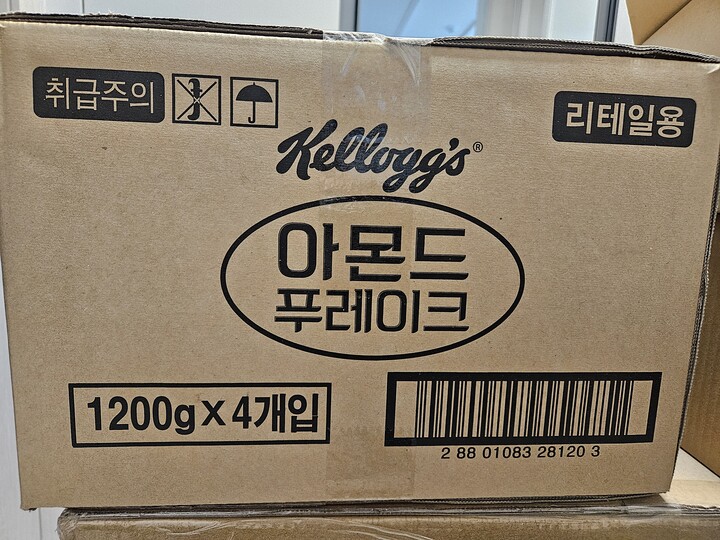 취급주의
리테일용
Kellogg's®
아몬드
푸레이크
1200g X 4개입
2 88 01083 28120 3